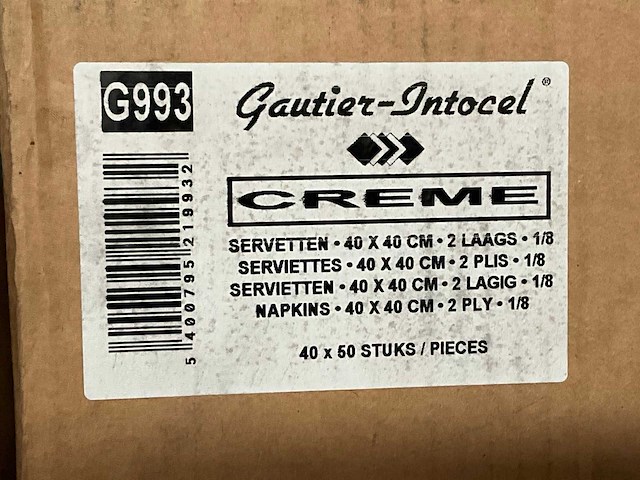 G993
Gautier-Intocel®
CREME
SERVETTEN • 40 X 40 CM • 2 LAAGS • 1/8
SERVIETTES • 40 X 40 CM • 2 PLIS • 1/8
SERVIETTEN • 40 X 40 CM • 2 LAGIG • 1/8
NAPKINS • 40 X 40 CM • 2 PLY • 1/8
40 x 50 STUKS / PIECES
5 400795 219932